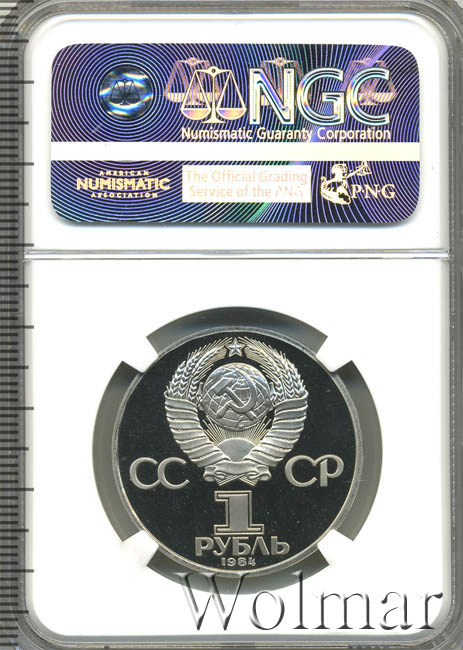 NGC
Numismatic Guaranty Corporation
AMERICAN
NUMISMATIC
ASSOCIATION
The Official Grading
Service of the ANA
PNG
СС СР
1
РУБЛЬ
1984
Wolmar